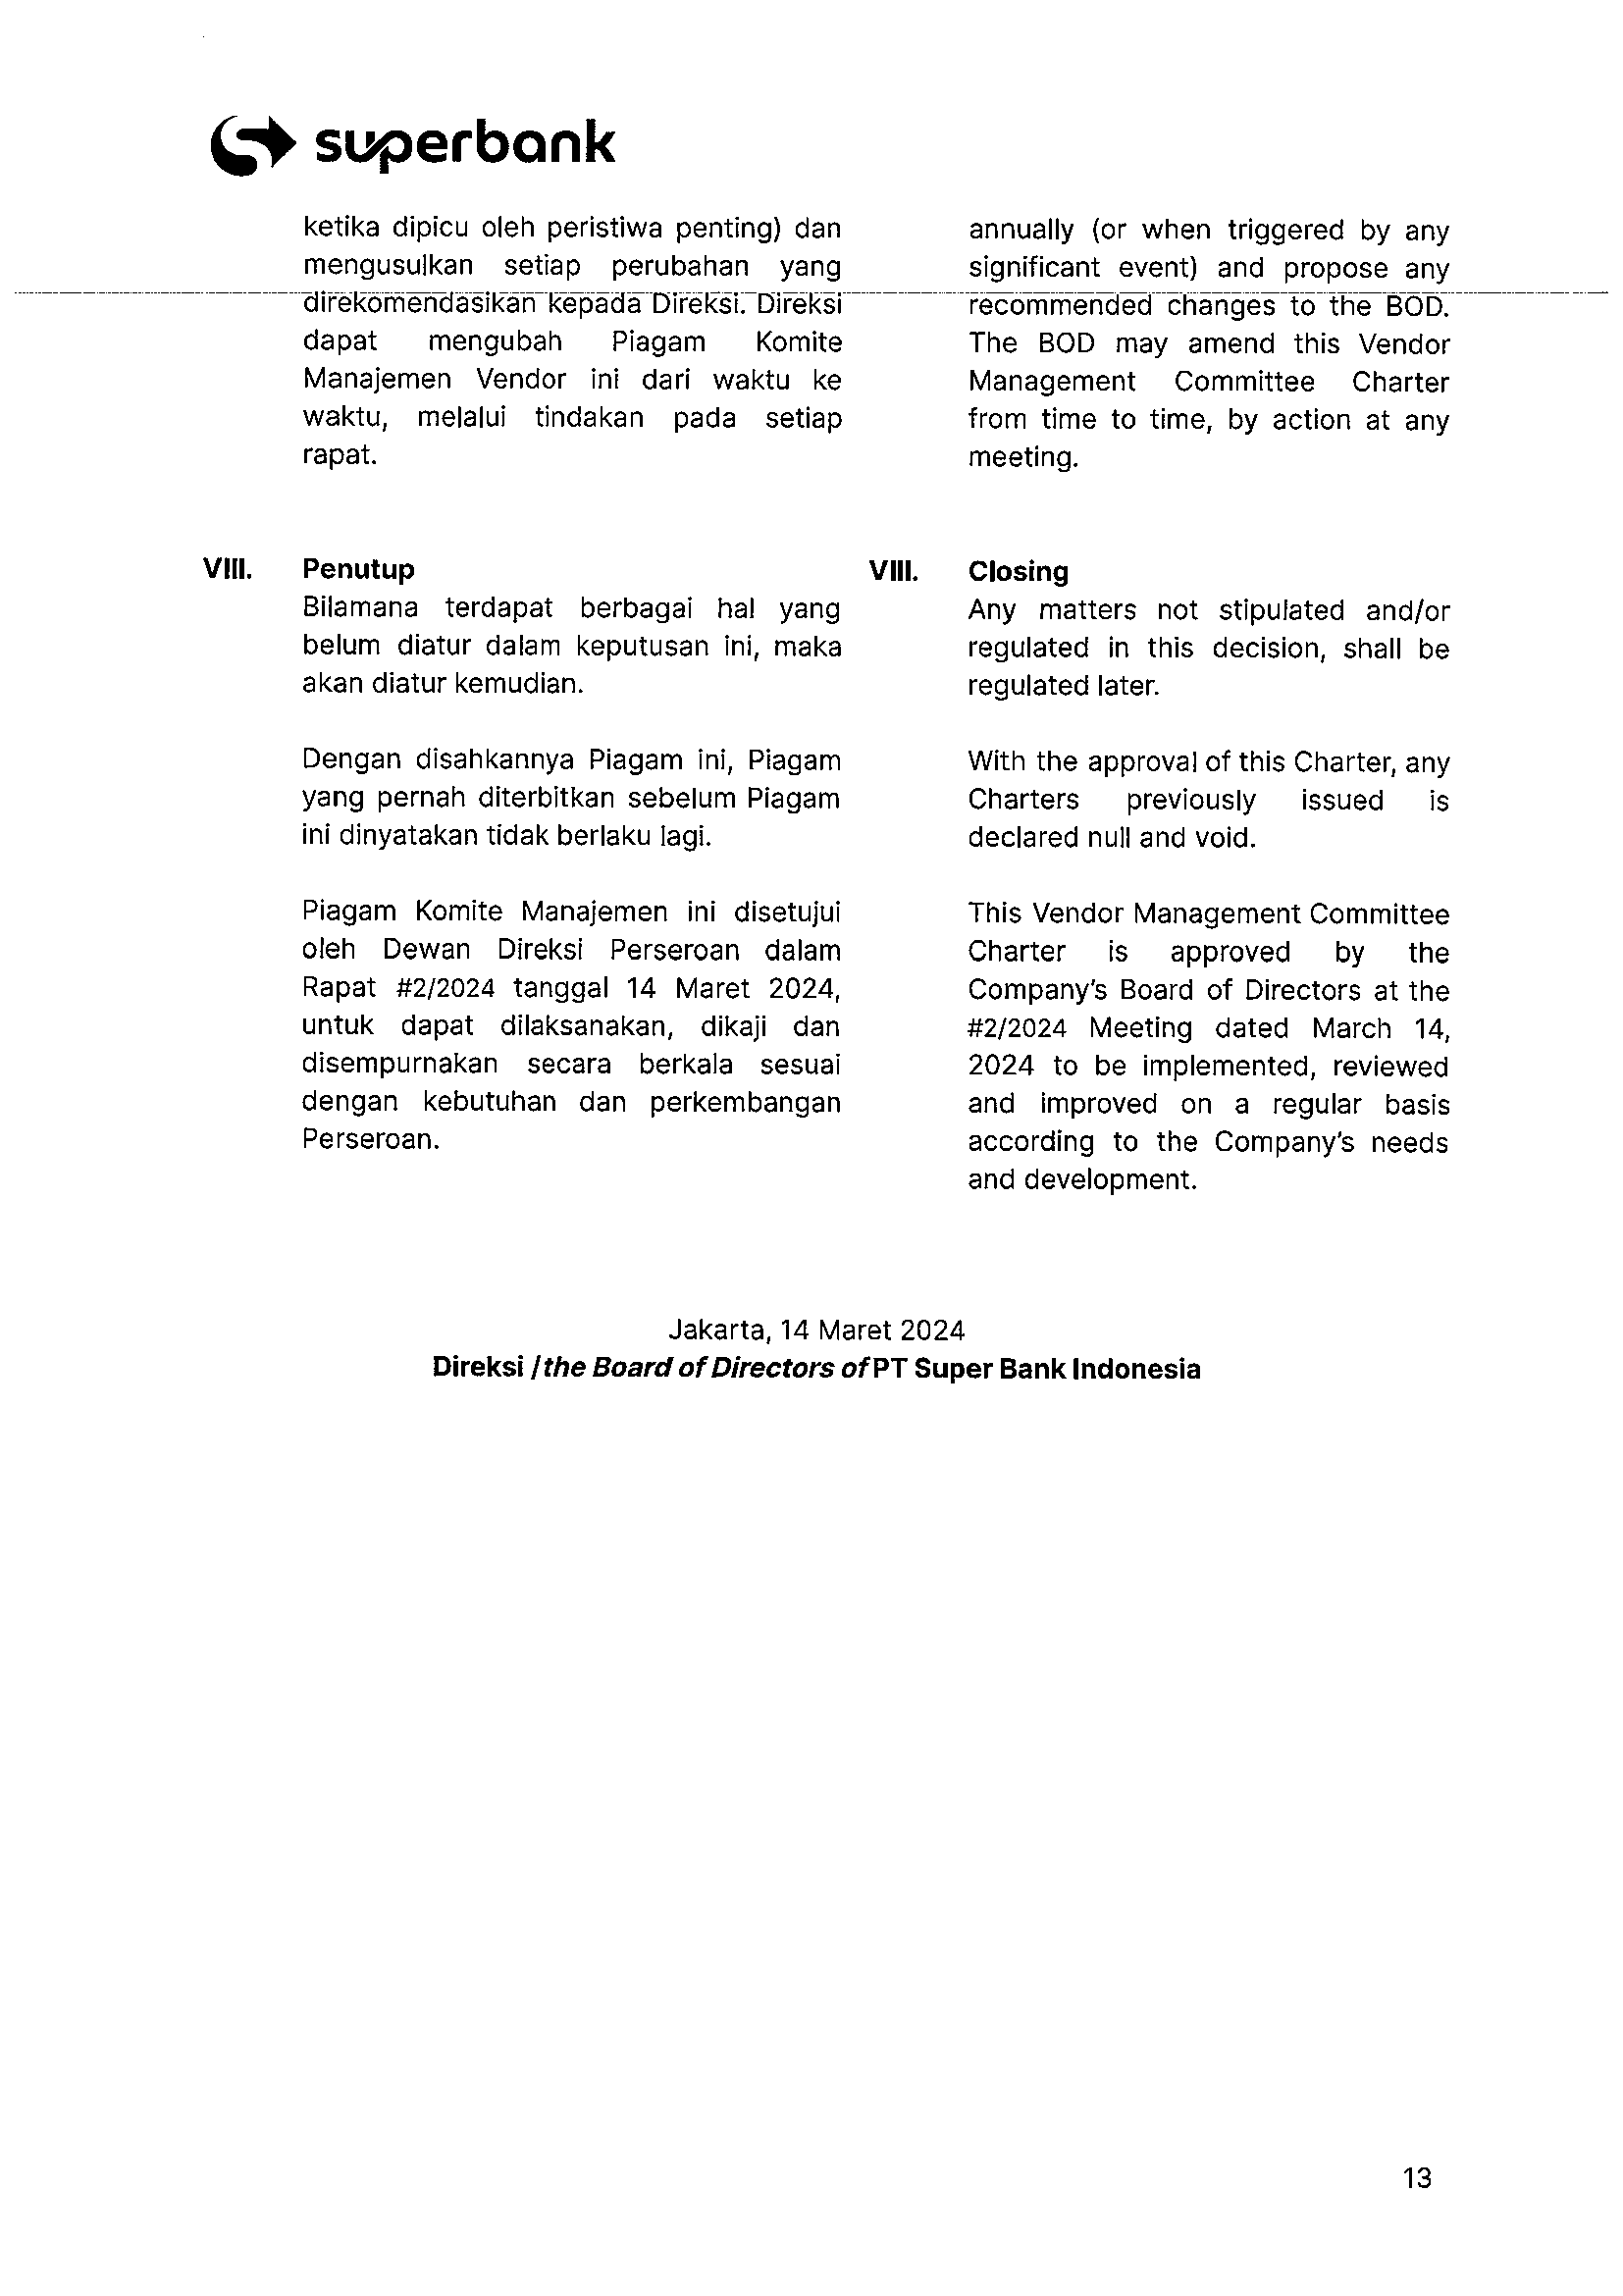 superbank
ketika dipicu oleh peristiwa penting) dan
mengusulkan setiap perubahan yang
direkomendasikan kepada Direksi. Direksi
dapat mengubah Piagam Komite
Manajemen Vendor ini dari waktu ke
waktu, melalui tindakan pada setiap
rapat.
VIII. Penutup
Bilamana terdapat berbagai hal yang
belum diatur dalam keputusan ini, maka
akan diatur kemudian.
Dengan disahkannya Piagam ini, Piagam
yang pernah diterbitkan sebelum Piagam
ini dinyatakan tidak berlaku lagi.
Piagam Komite Manajemen ini disetujui
oleh Dewan Direksi Perseroan dalam
Rapat #2/2024 tanggal 14 Maret 2024,
untuk dapat dilaksanakan, dikaji dan
disempurnakan secara berkala sesuai
dengan kebutuhan dan perkembangan
Perseroan.
annually (or when triggered by any
significant event) and propose any
recommended changes to the BOD.
The BOD may amend this Vendor
Management Committee Charter
from time to time, by action at any
meeting.
VIII. Closing
Any matters not stipulated and/or
regulated in this decision, shall be
regulated later.
With the approval of this Charter, any
Charters previously issued is
declared null and void.
This Vendor Management Committee
Charter is approved by the
Company's Board of Directors at the
#2/2024 Meeting dated March 14,
2024 to be implemented, reviewed
and improved on a regular basis
according to the Company's needs
and development.
Jakarta, 14 Maret 2024
Direksi / the Board of Directors of PT Super Bank Indonesia
13